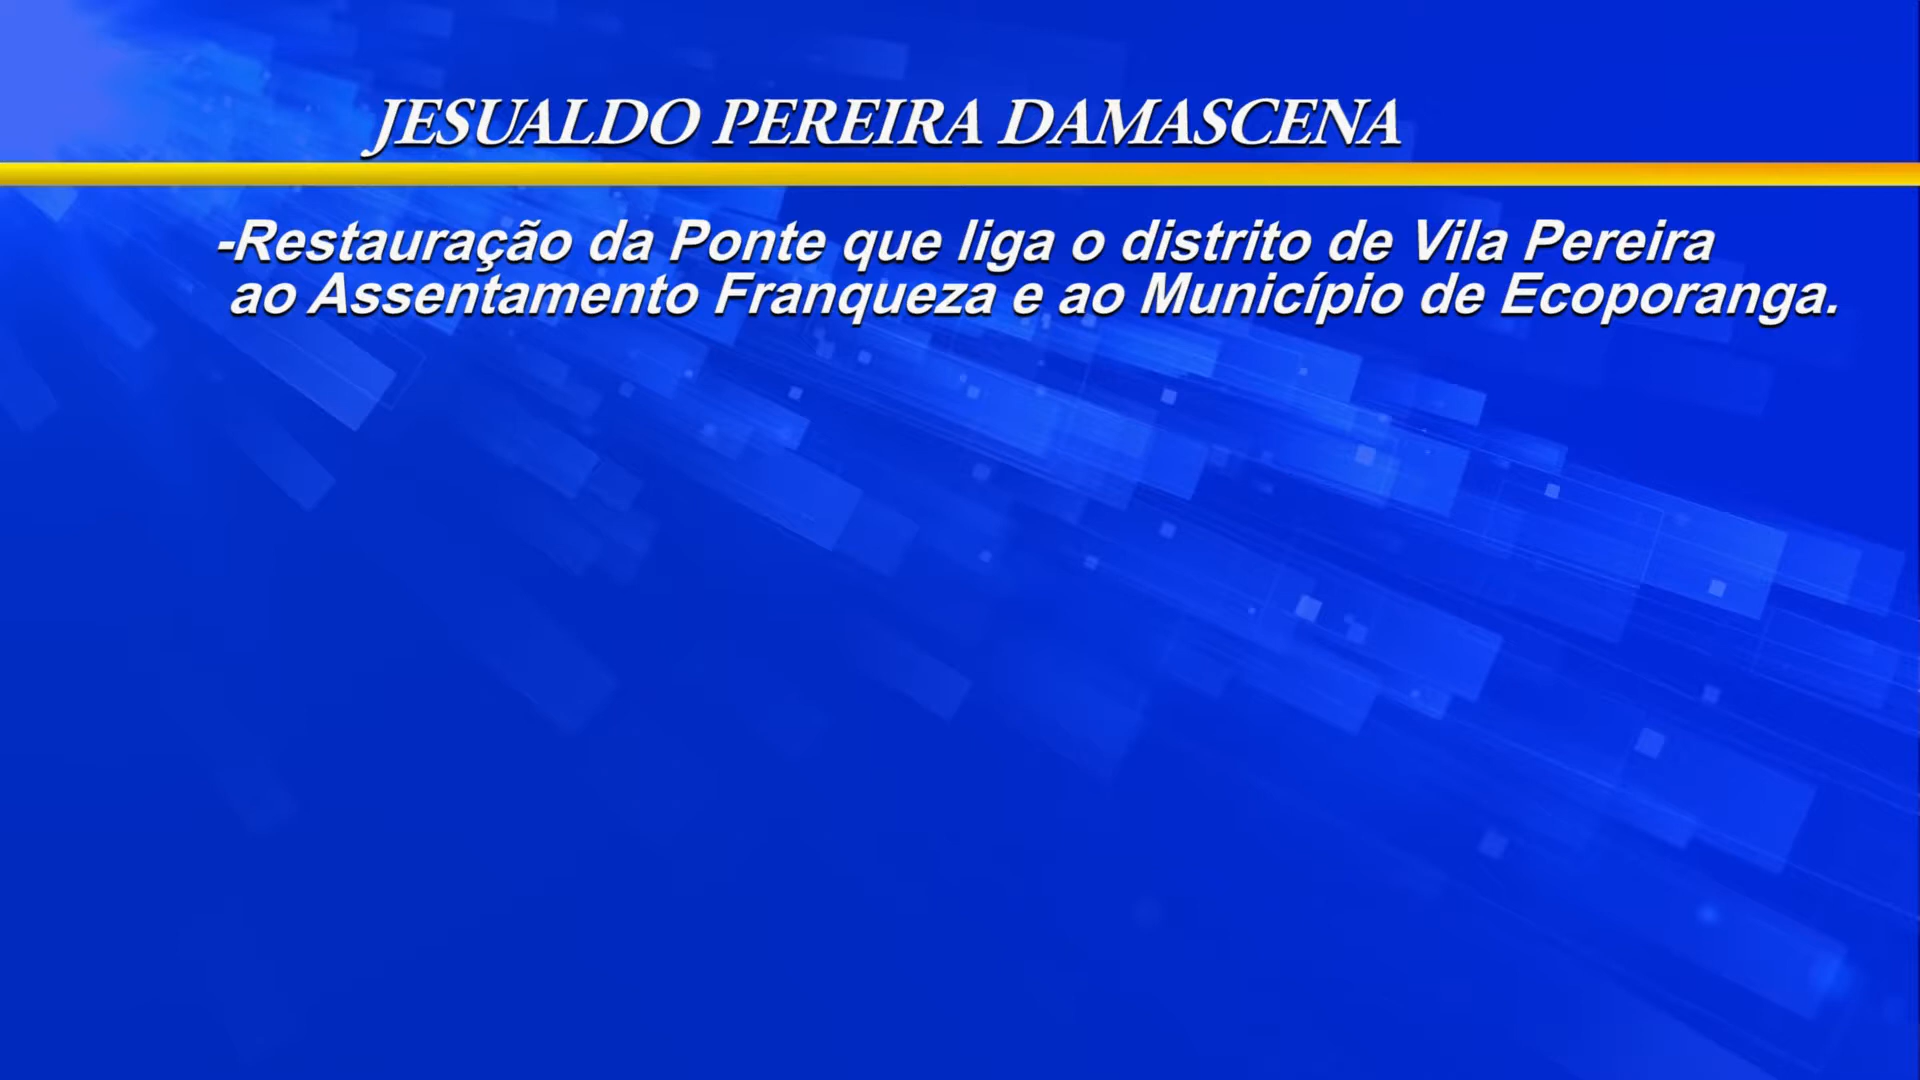 JESUALDO PEREIRA DAMASCENA
-Restauração da Ponte que liga o distrito de Vila Pereira
ao Assentamento Franqueza e ao Município de Ecoporanga.